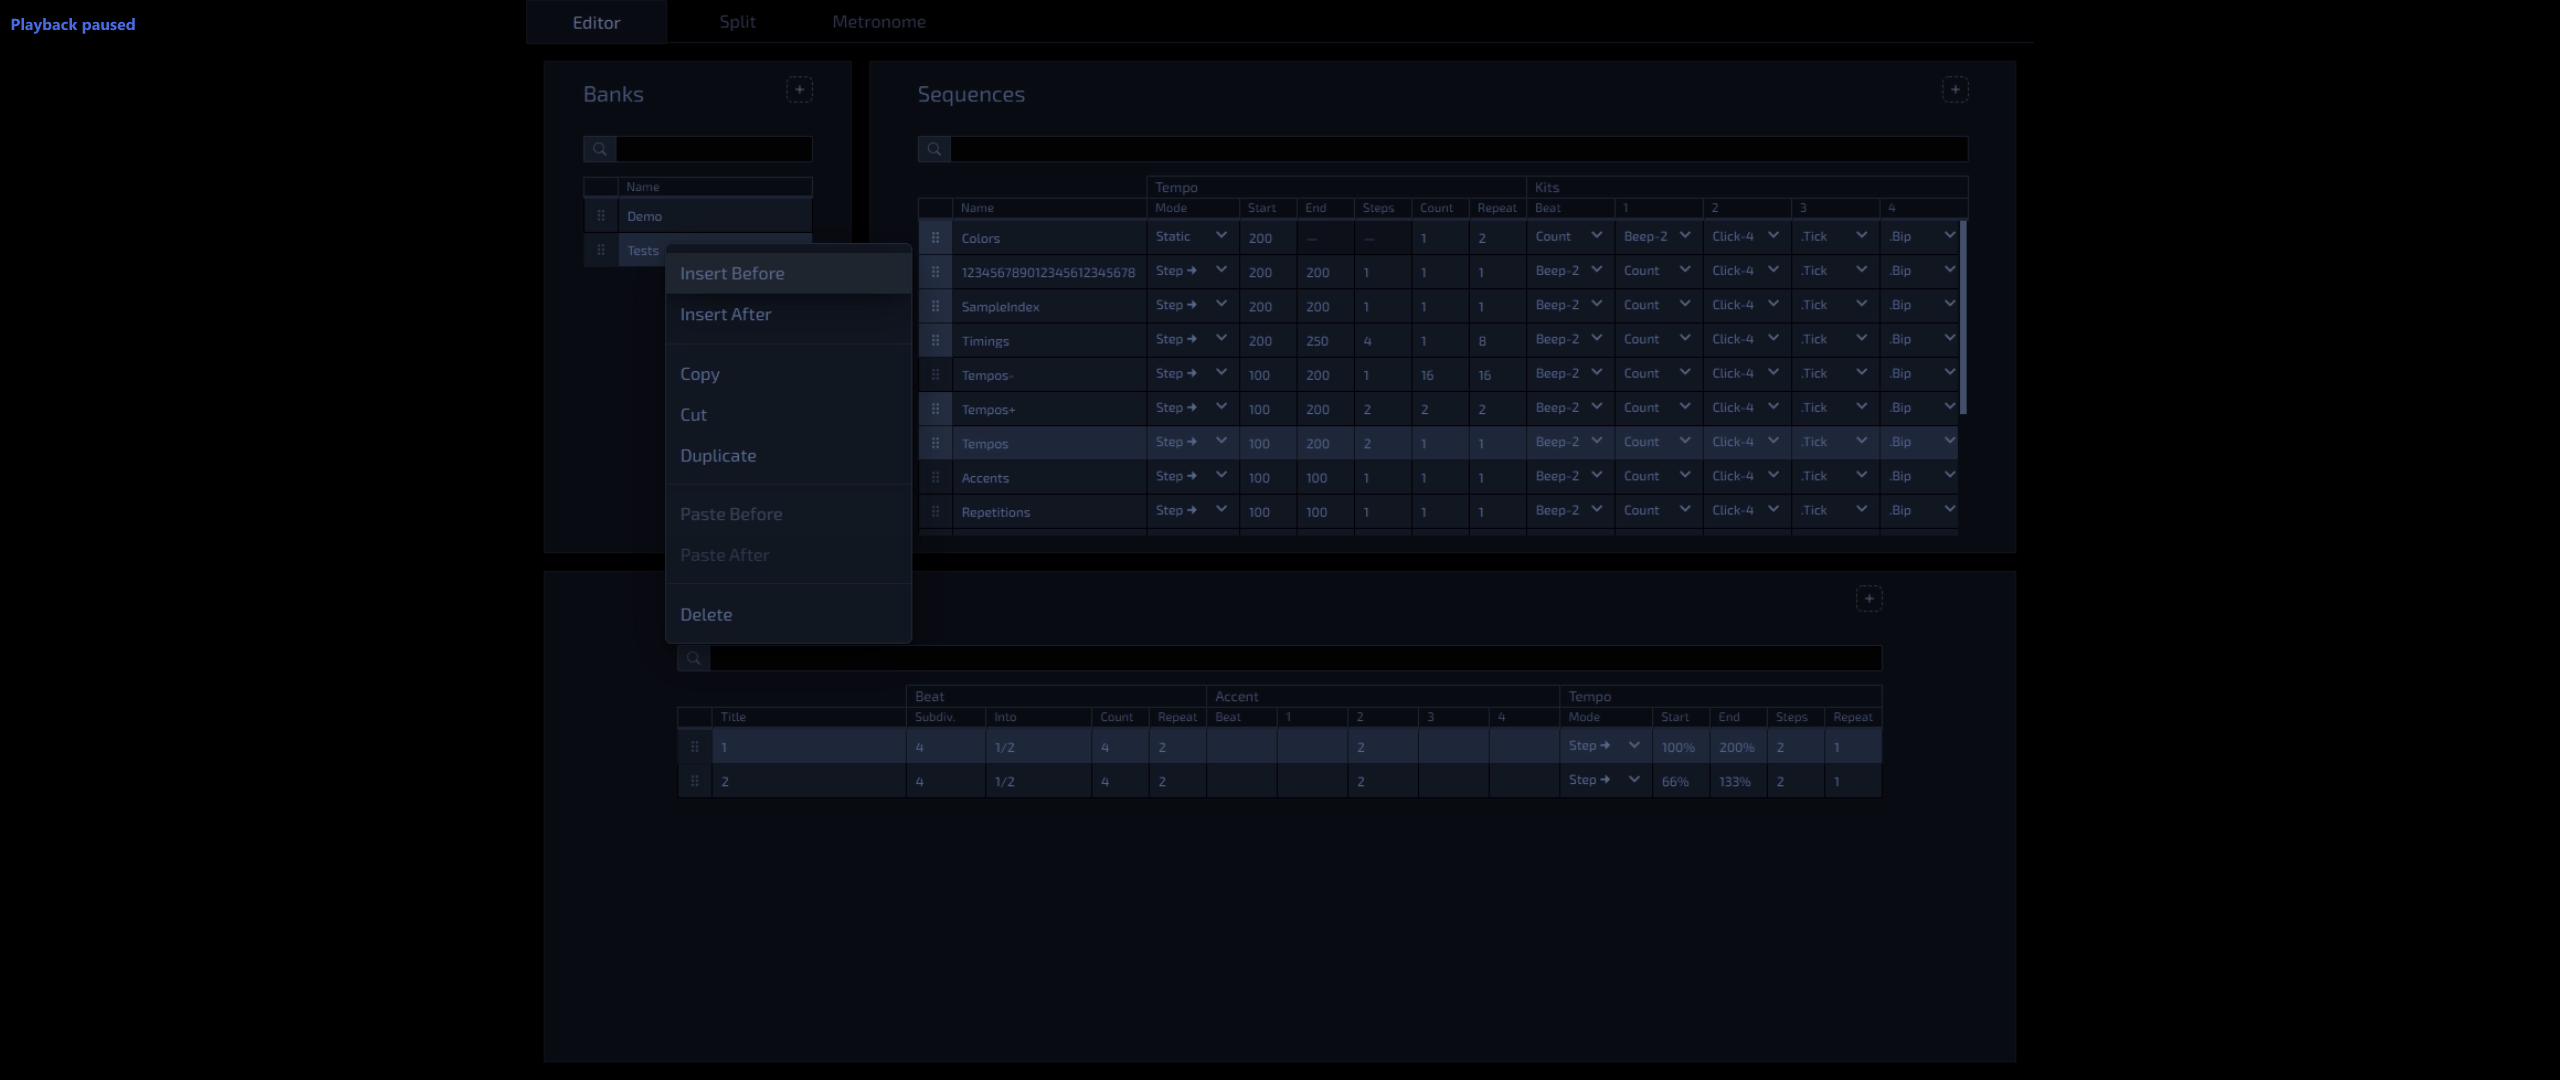 Playback paused
Editor Split Metronome
Banks +
Name
Demo
Tests
Insert Before
Insert After
Copy
Cut
Duplicate
Paste Before
Paste After
Delete
Sequences +
Tempo Kits
Name Mode Start End Steps Count Repeat Beat 1 2 3 4
Colors Static 200 — — 1 2 Count Beep-2 Click-4 .Tick .Bip
123456789012345612345678 Step → 200 200 1 1 1 Beep-2 Count Click-4 .Tick .Bip
SampleIndex Step → 200 200 1 1 1 Beep-2 Count Click-4 .Tick .Bip
Timings Step → 200 250 4 1 8 Beep-2 Count Click-4 .Tick .Bip
Tempos- Step → 100 200 1 16 16 Beep-2 Count Click-4 .Tick .Bip
Tempos+ Step → 100 200 2 2 2 Beep-2 Count Click-4 .Tick .Bip
Tempos Step → 100 200 2 1 1 Beep-2 Count Click-4 .Tick .Bip
Accents Step → 100 100 1 1 1 Beep-2 Count Click-4 .Tick .Bip
Repetitions Step → 100 100 1 1 1 Beep-2 Count Click-4 .Tick .Bip
+
Beat Accent Tempo
Title Subdiv. Into Count Repeat Beat 1 2 3 4 Mode Start End Steps Repeat
1 4 1/2 4 2 2 Step → 100% 200% 2 1
2 4 1/2 4 2 2 Step → 66% 133% 2 1